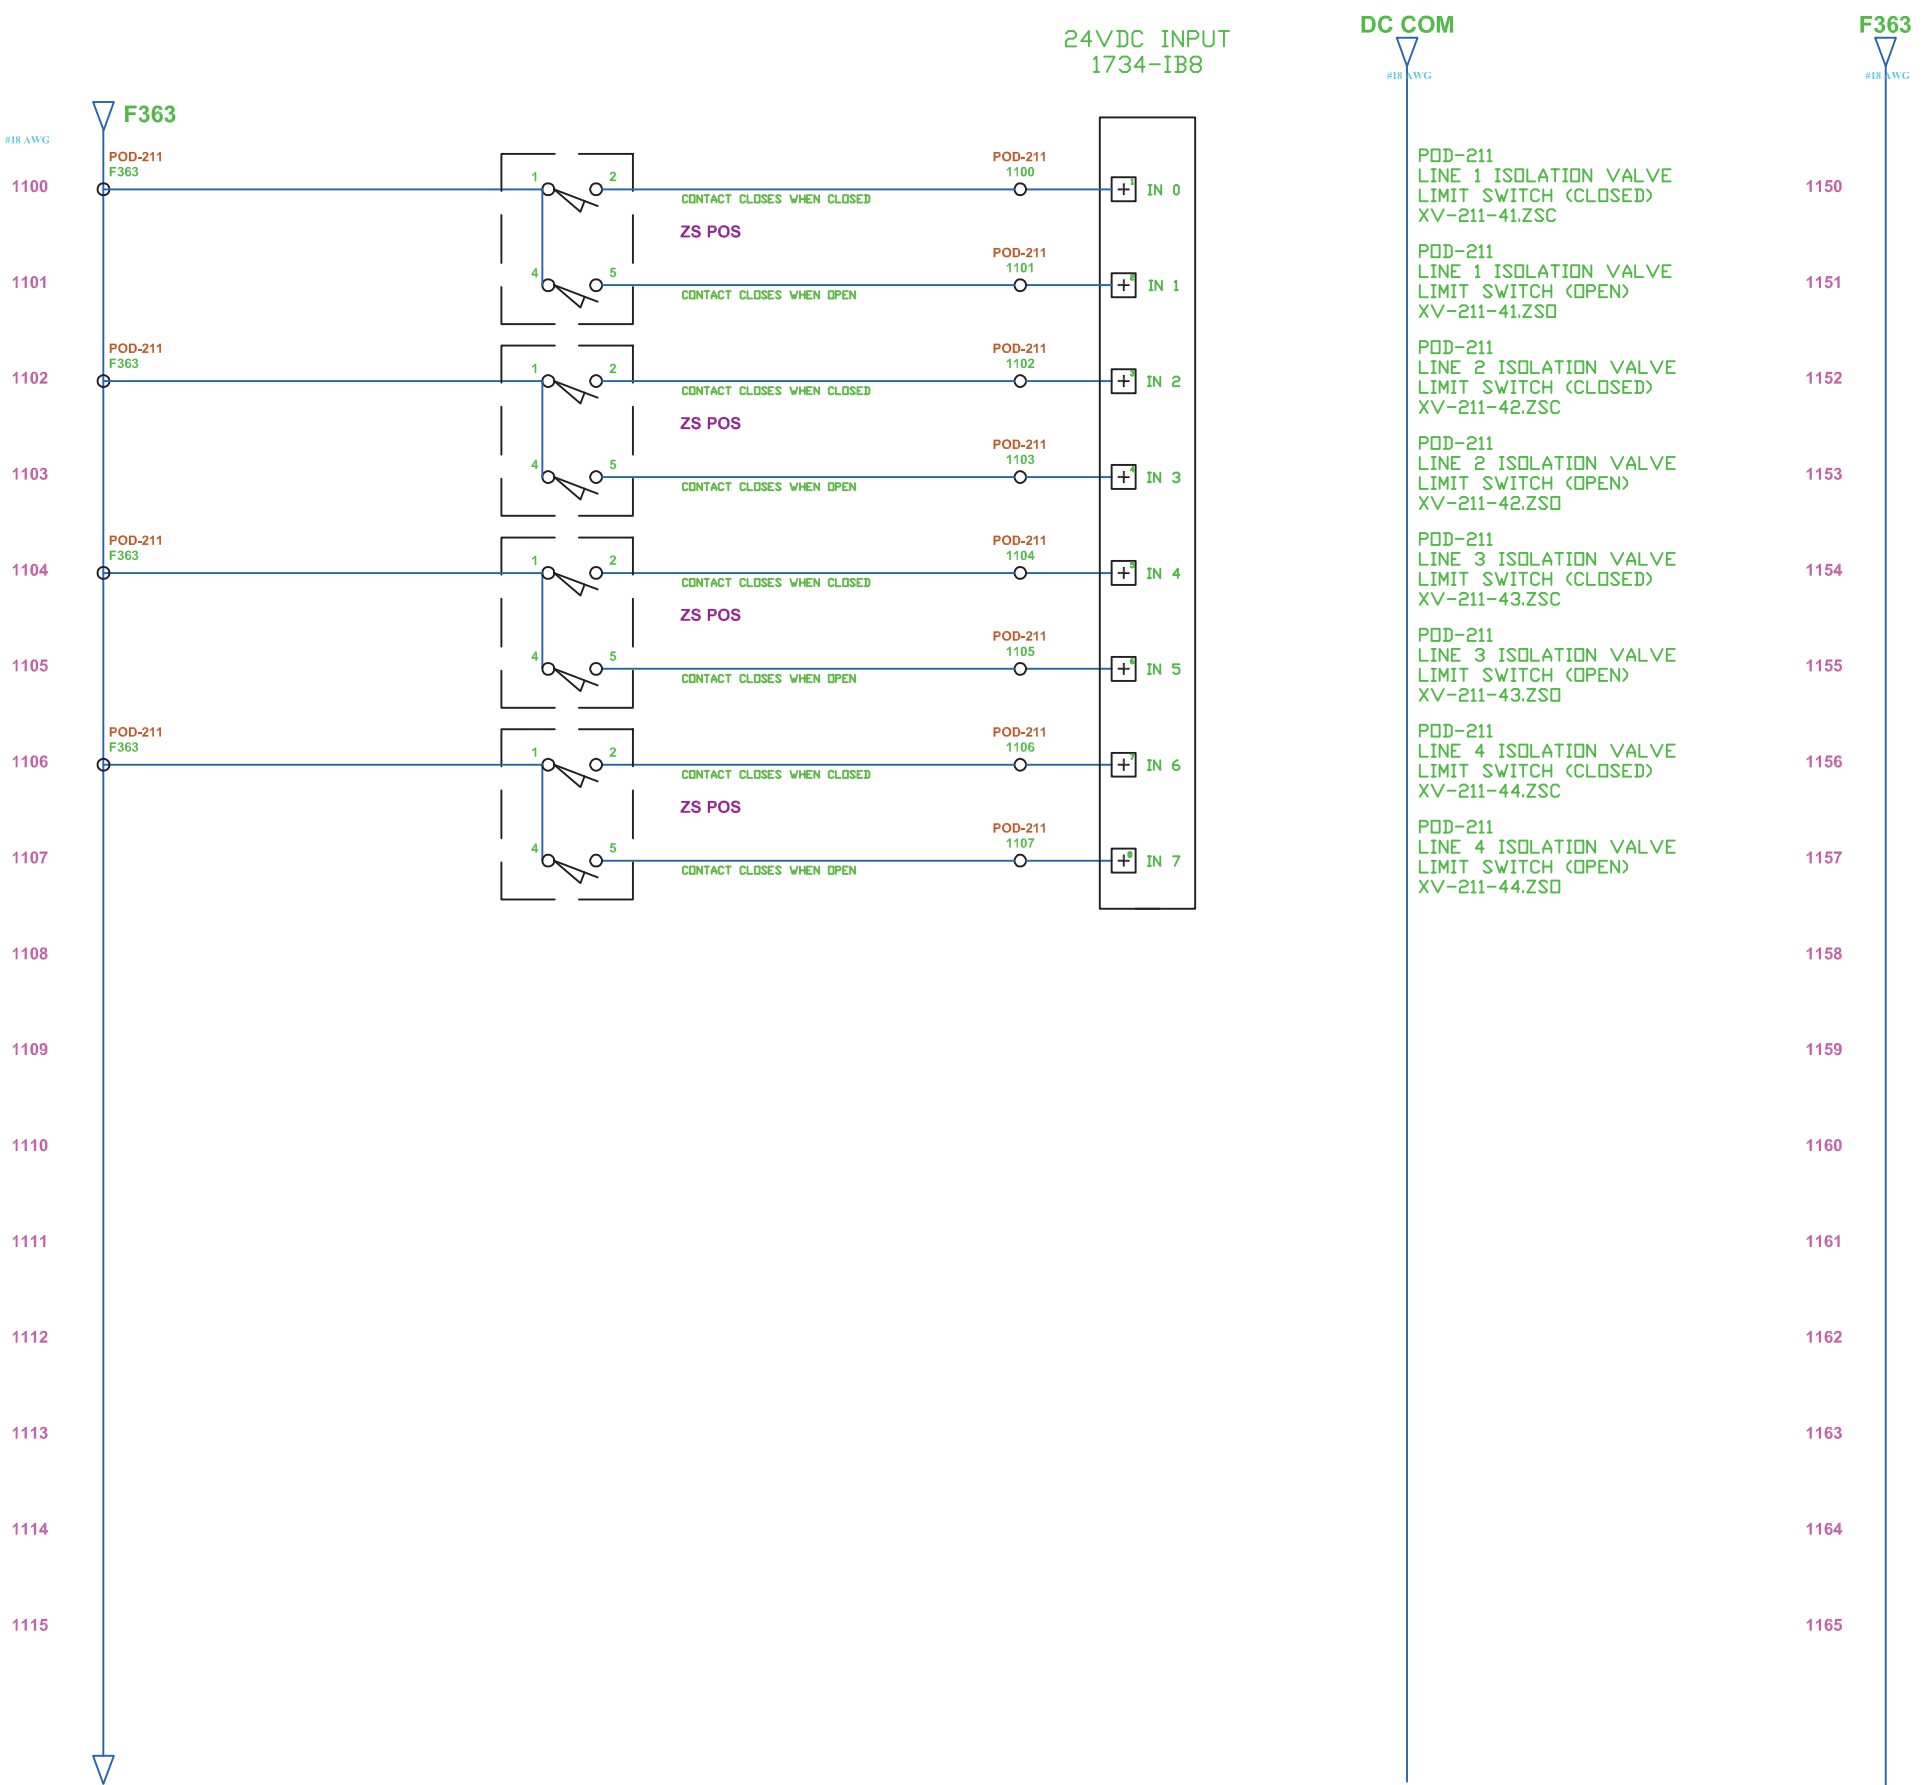 DC COM
F363
24VDC INPUT
1734-IB8
#18 AWG
#18 AWG
F363
#18 AWG
POD-211
F363
1100
1
2
CONTACT CLOSES WHEN CLOSED
ZS POS
POD-211
1100
1
IN 0
POD-211
LINE 1 ISOLATION VALVE
LIMIT SWITCH (CLOSED)
XV-211-41.ZSC
1150
1101
4
5
CONTACT CLOSES WHEN OPEN
POD-211
1101
2
IN 1
POD-211
LINE 1 ISOLATION VALVE
LIMIT SWITCH (OPEN)
XV-211-41.ZSO
1151
POD-211
F363
1102
1
2
CONTACT CLOSES WHEN CLOSED
ZS POS
POD-211
1102
3
IN 2
POD-211
LINE 2 ISOLATION VALVE
LIMIT SWITCH (CLOSED)
XV-211-42.ZSC
1152
1103
4
5
CONTACT CLOSES WHEN OPEN
POD-211
1103
4
IN 3
POD-211
LINE 2 ISOLATION VALVE
LIMIT SWITCH (OPEN)
XV-211-42.ZSO
1153
POD-211
F363
1104
1
2
CONTACT CLOSES WHEN CLOSED
ZS POS
POD-211
1104
5
IN 4
POD-211
LINE 3 ISOLATION VALVE
LIMIT SWITCH (CLOSED)
XV-211-43.ZSC
1154
1105
4
5
CONTACT CLOSES WHEN OPEN
POD-211
1105
6
IN 5
POD-211
LINE 3 ISOLATION VALVE
LIMIT SWITCH (OPEN)
XV-211-43.ZSO
1155
POD-211
F363
1106
1
2
CONTACT CLOSES WHEN CLOSED
ZS POS
POD-211
1106
7
IN 6
POD-211
LINE 4 ISOLATION VALVE
LIMIT SWITCH (CLOSED)
XV-211-44.ZSC
1156
1107
4
5
CONTACT CLOSES WHEN OPEN
POD-211
1107
8
IN 7
POD-211
LINE 4 ISOLATION VALVE
LIMIT SWITCH (OPEN)
XV-211-44.ZSO
1157
1108
1158
1109
1159
1110
1160
1111
1161
1112
1162
1113
1163
1114
1164
1115
1165